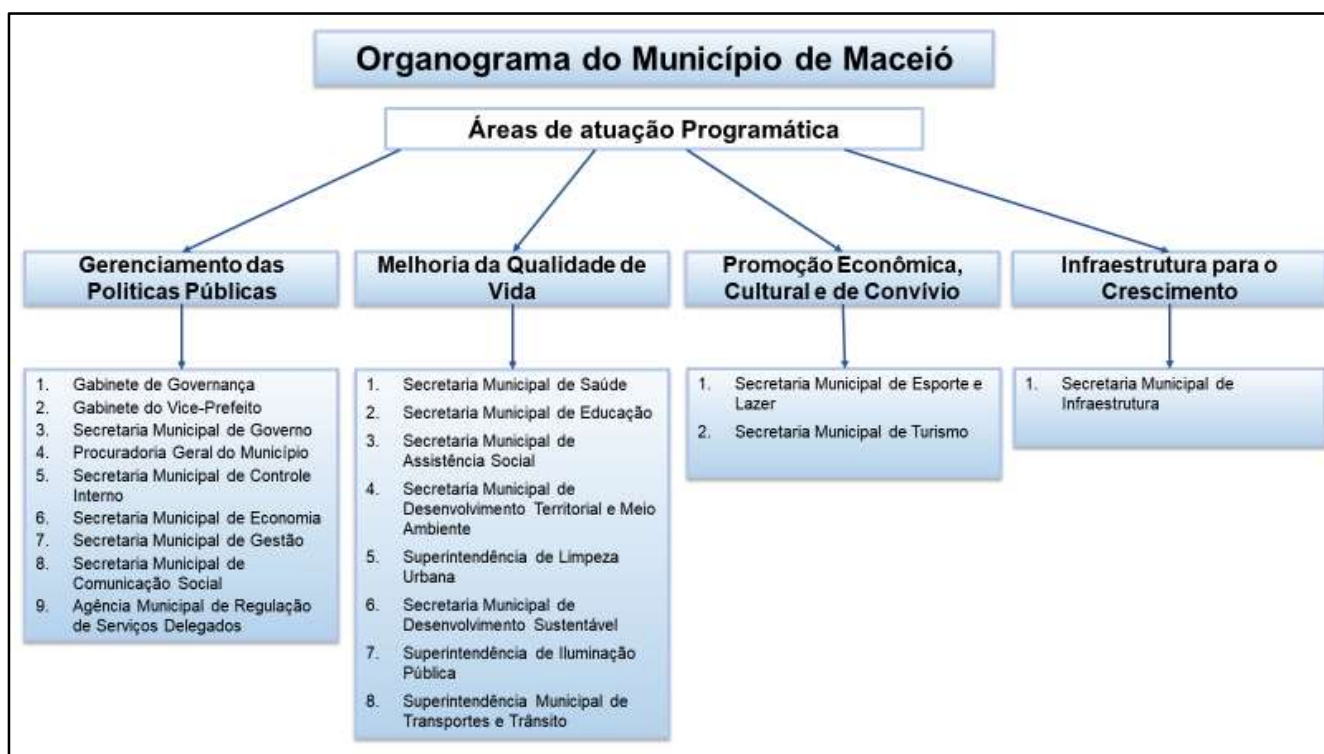 Organograma do Município de Maceió
Áreas de atuação Programática
Gerenciamento das
Politicas Públicas
1. Gabinete de Governança
2. Gabinete do Vice-Prefeito
3. Secretaria Municipal de Governo
4. Procuradoria Geral do Município
5. Secretaria Municipal de Controle
Interno
6. Secretaria Municipal de Economia
7. Secretaria Municipal de Gestão
8. Secretaria Municipal de
Comunicação Social
9. Agência Municipal de Regulação
de Serviços Delegados
Melhoria da Qualidade de
Vida
1. Secretaria Municipal de Saúde
2. Secretaria Municipal de Educação
3. Secretaria Municipal de
Assistência Social
4. Secretaria Municipal de
Desenvolvimento Territorial e Meio
Ambiente
5. Superintendência de Limpeza
Urbana
6. Secretaria Municipal de
Desenvolvimento Sustentável
7. Superintendência de Iluminação
Pública
8. Superintendência Municipal de
Transportes e Trânsito
Promoção Econômica,
Cultural e de Convívio
1. Secretaria Municipal de Esporte e
Lazer
2. Secretaria Municipal de Turismo
Infraestrutura para o
Crescimento
1. Secretaria Municipal de
Infraestrutura